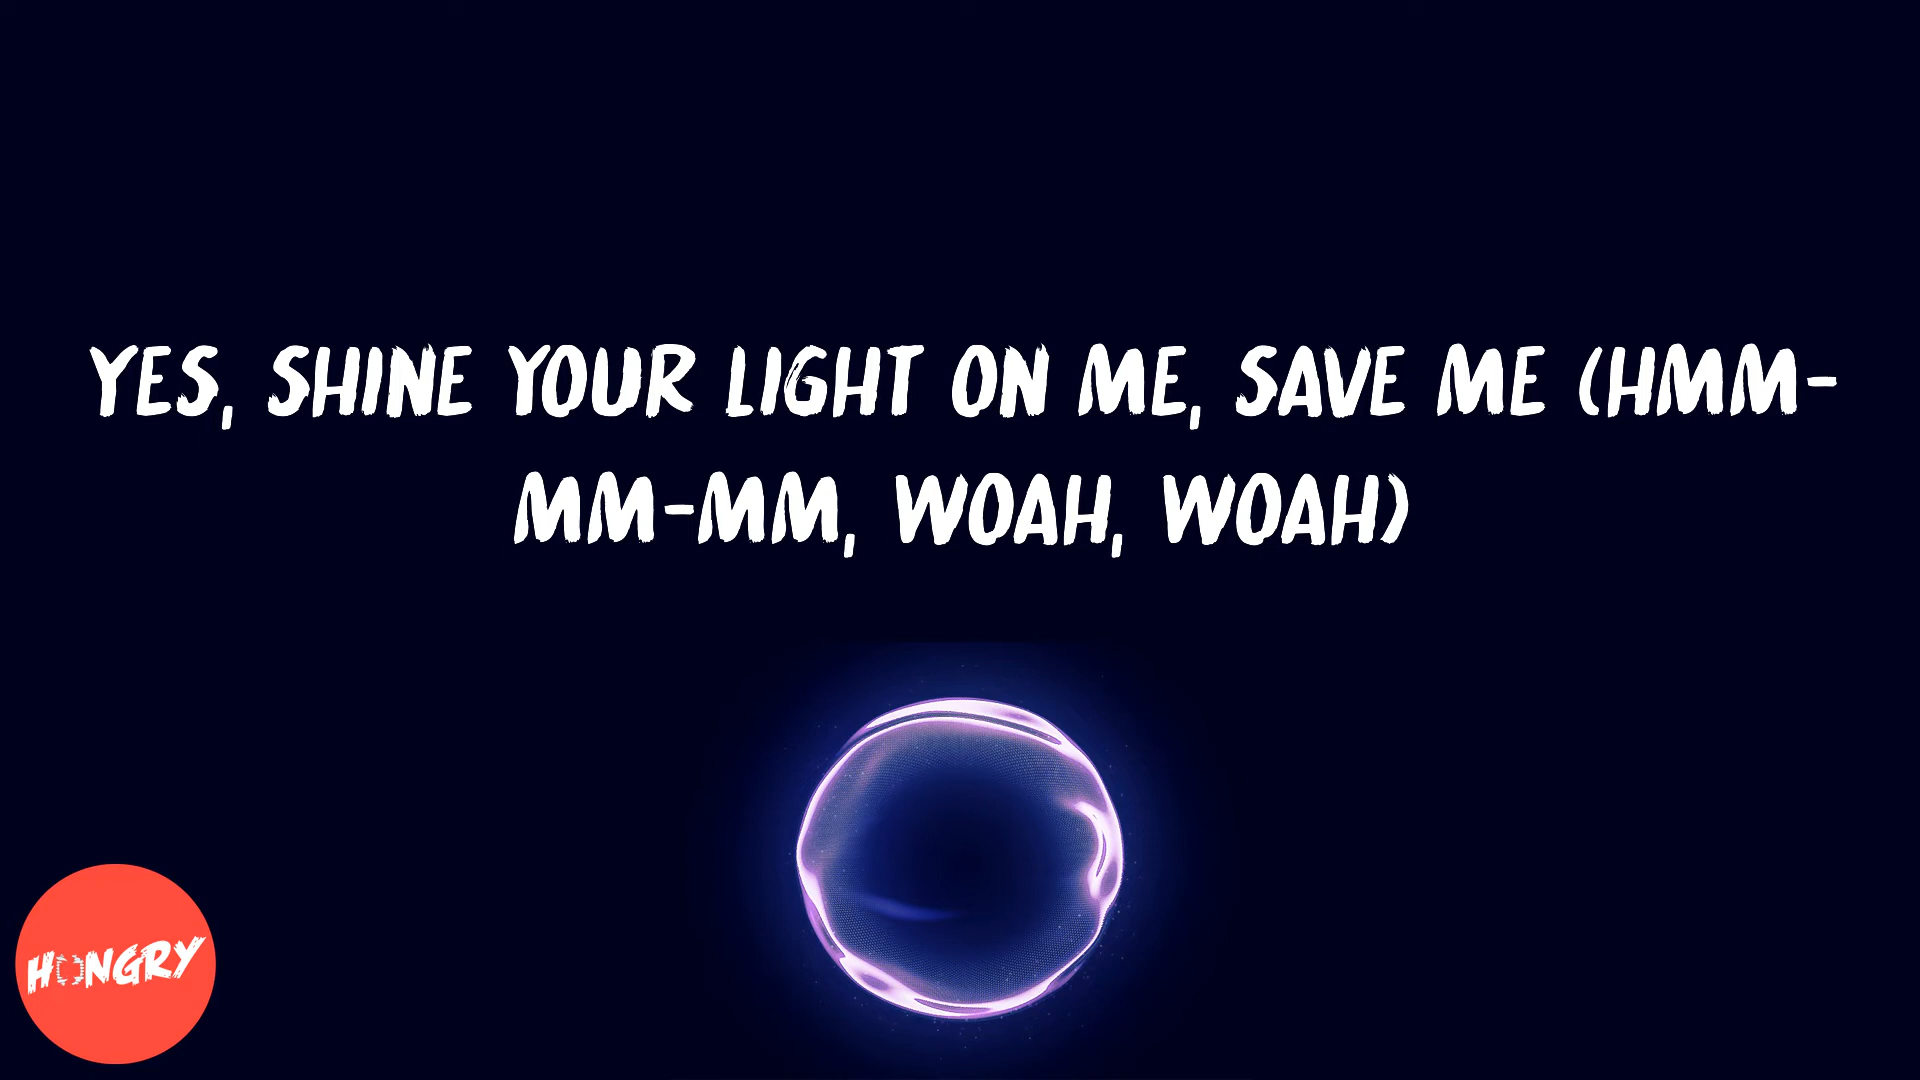 YES, SHINE YOUR LIGHT ON ME, SAVE ME (HMM-
MM-MM, WOAH, WOAH)
HONGRY